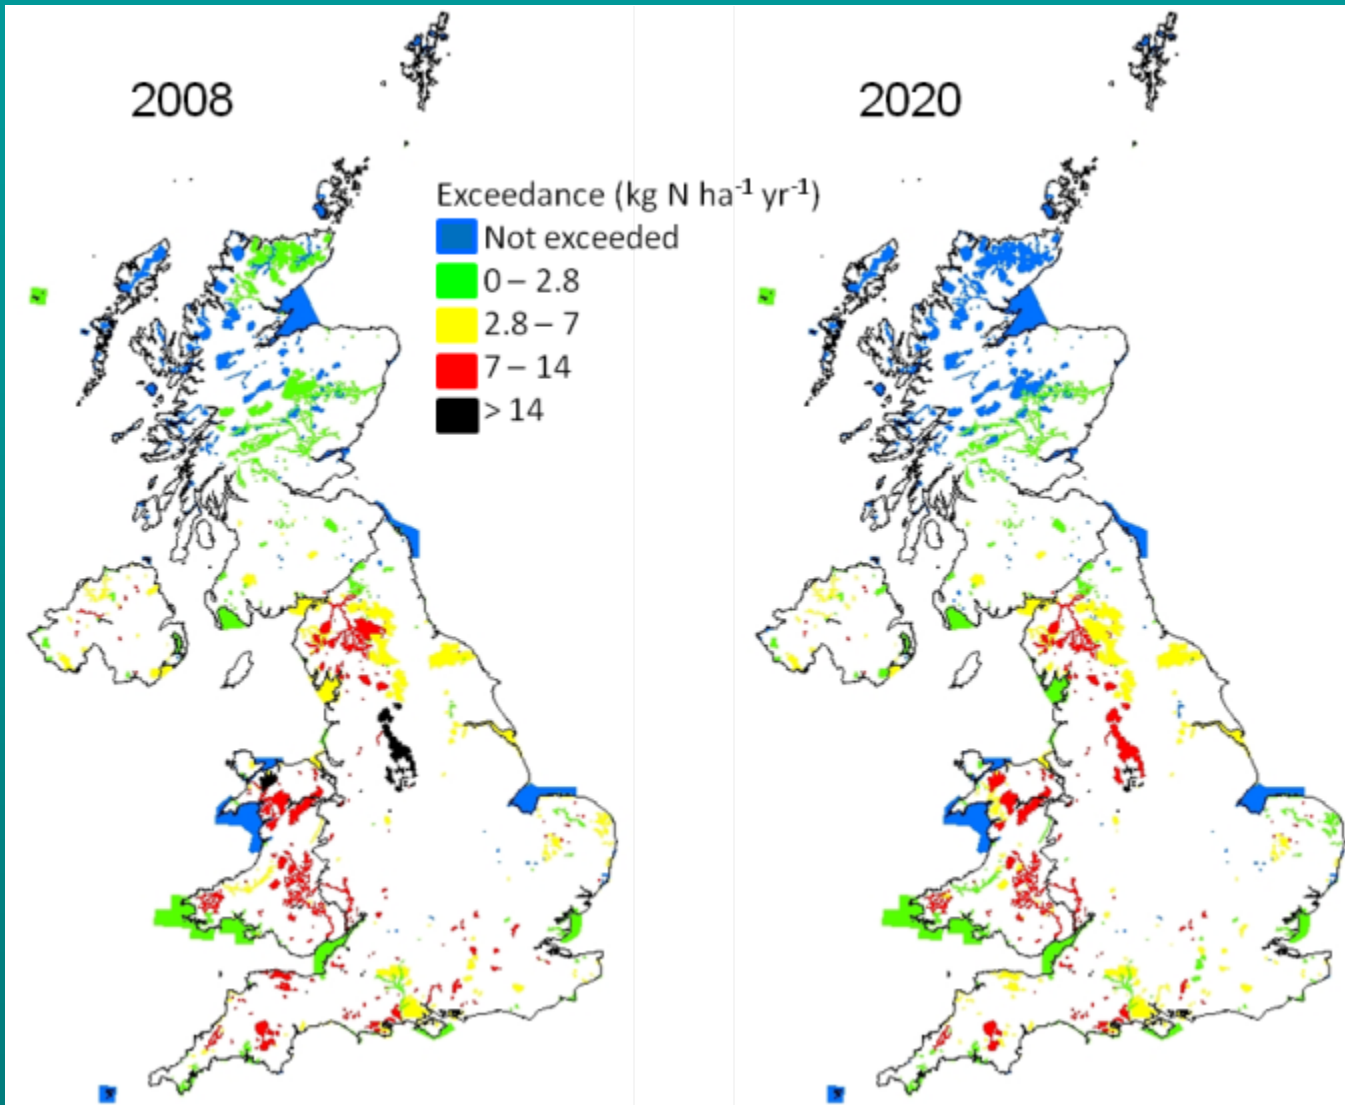 2008
2020
Exceedance (kg N ha⁻¹ yr⁻¹)
Not exceeded
0 – 2.8
2.8 – 7
7 – 14
> 14